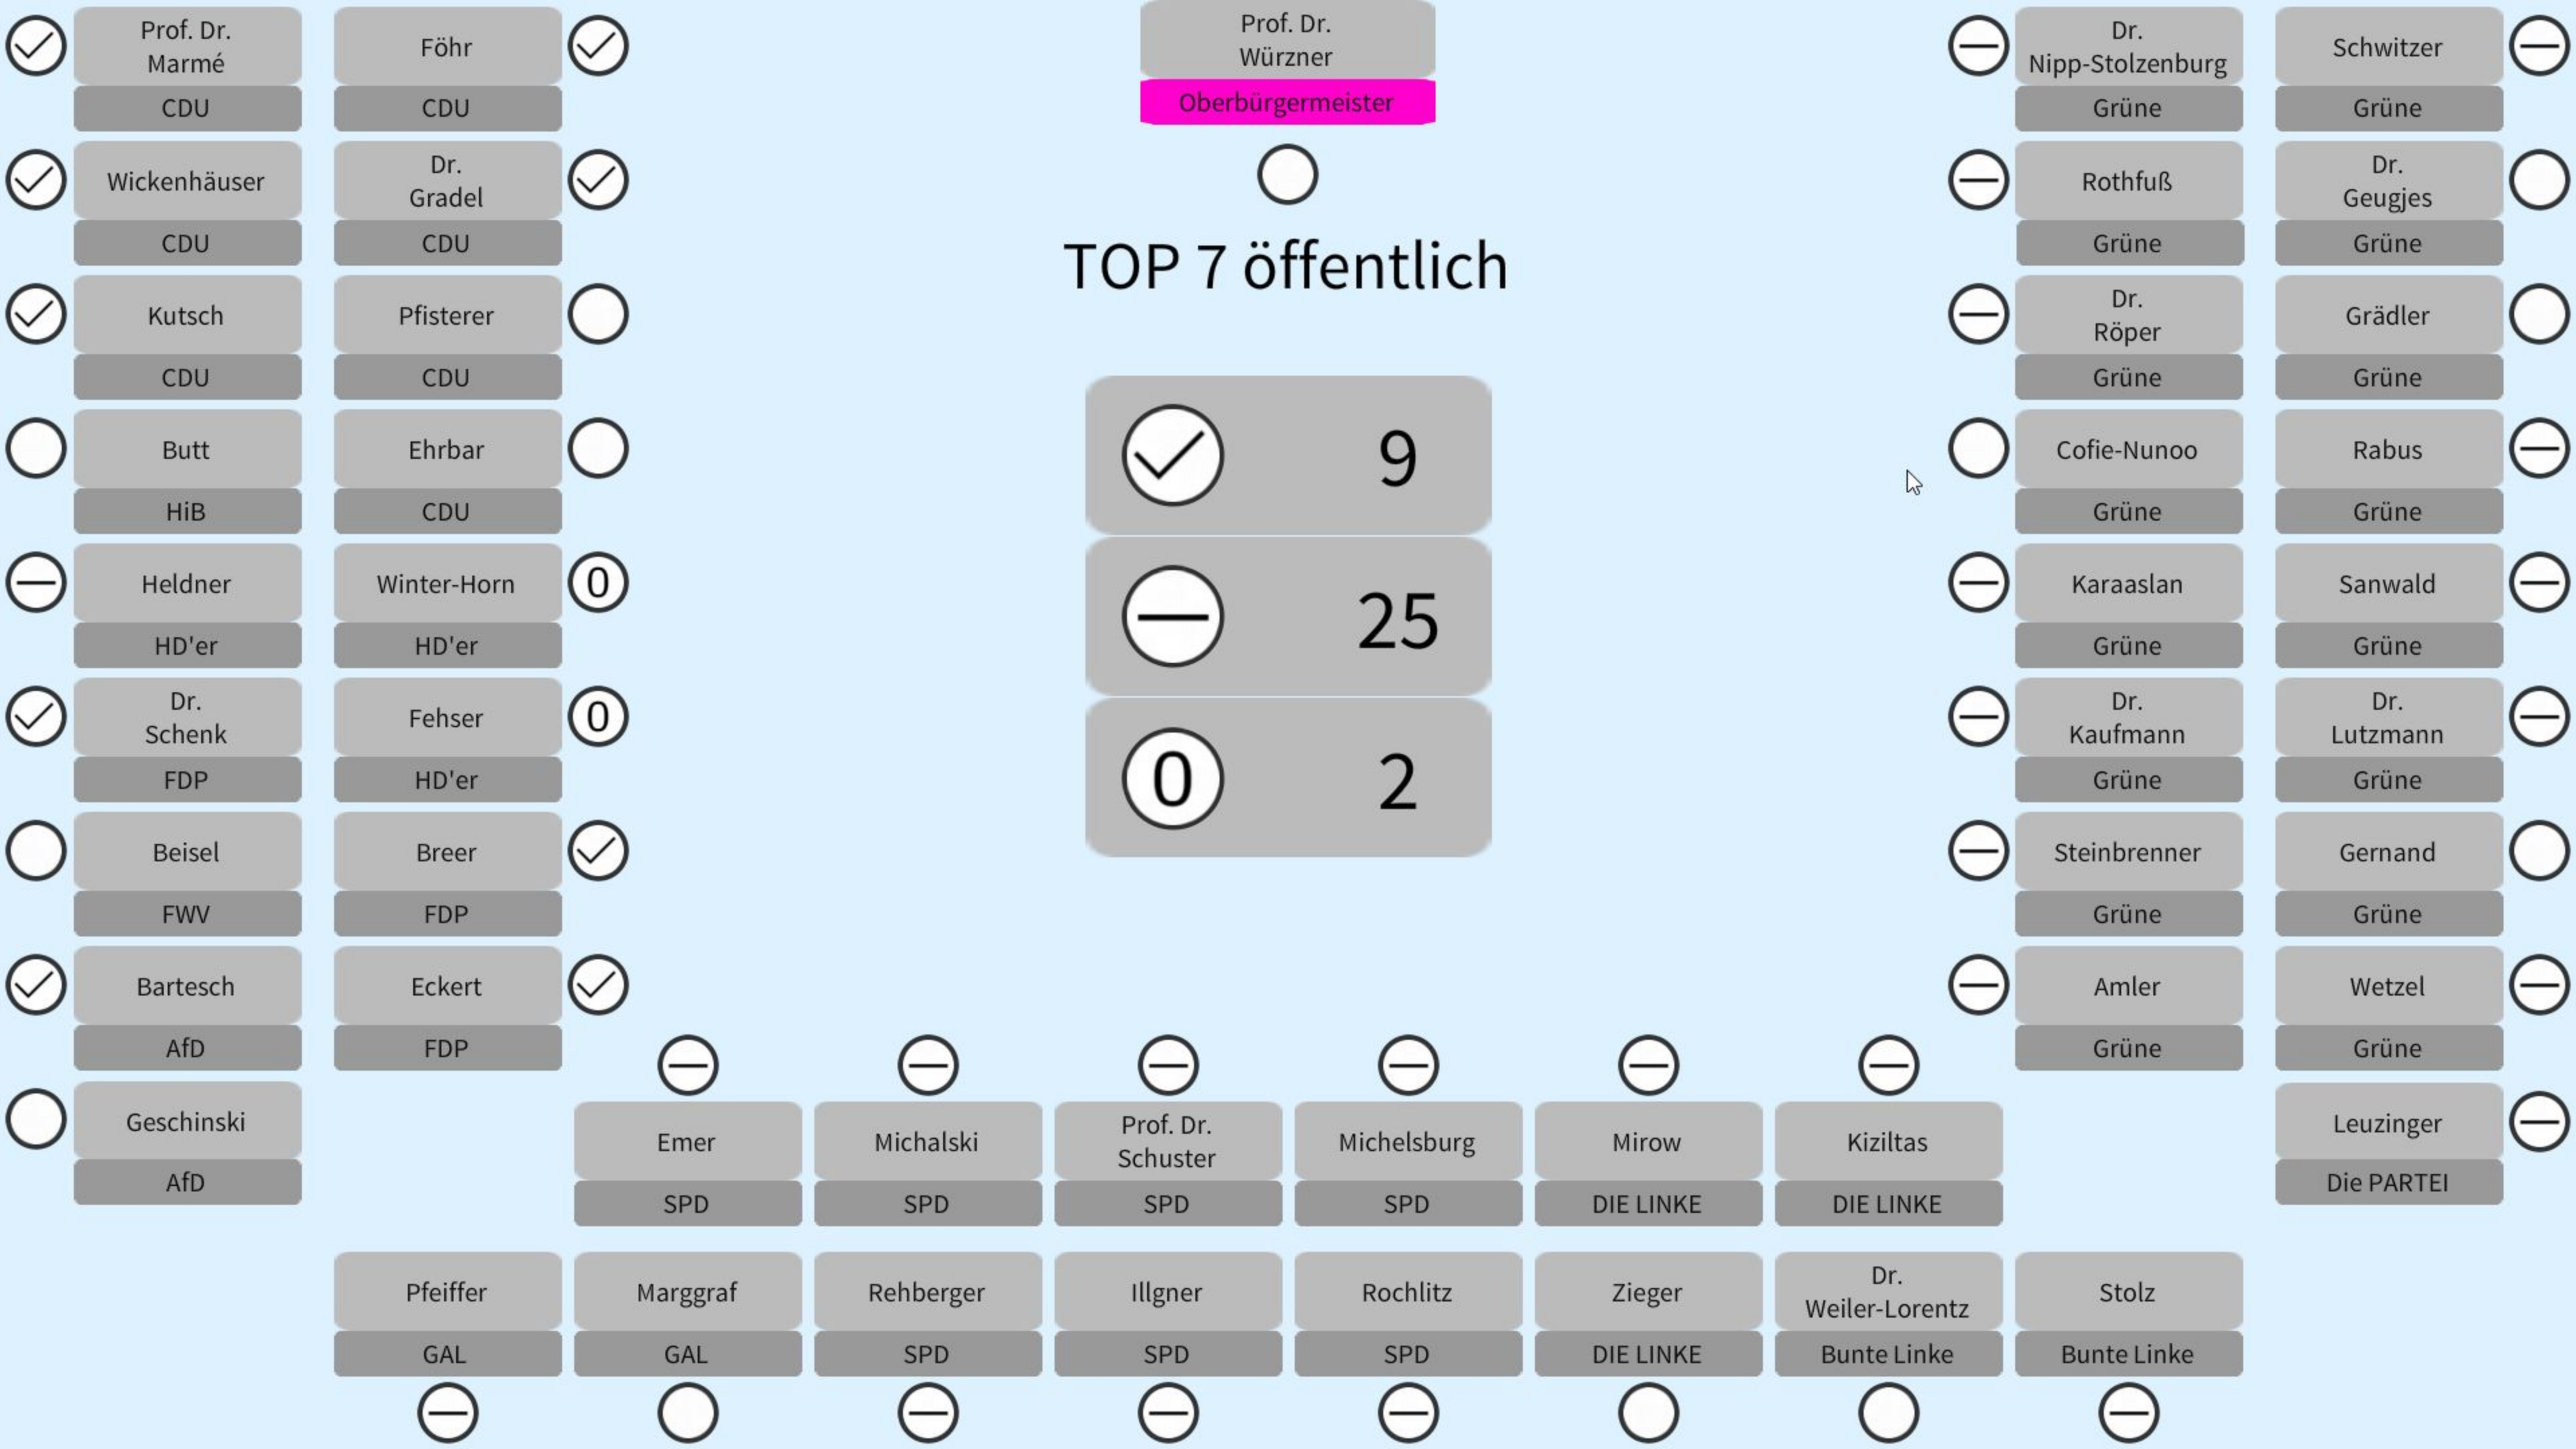 Prof. Dr.
Marmé
CDU
Föhr
CDU
Prof. Dr.
Würzner
Oberbürgermeister
Dr.
Nipp-Stolzenburg
Grüne
Schwitzer
Grüne
Wickenhäuser
CDU
Dr.
Gradel
CDU
Rothfuß
Grüne
Dr.
Geugjes
Grüne
TOP 7 öffentlich
Kutsch
CDU
Pfisterer
CDU
Dr.
Röper
Grüne
Grädler
Grüne
Butt
HiB
Ehrbar
CDU
9
Cofie-Nunoo
Grüne
Rabus
Grüne
Heldner
HD'er
Winter-Horn
HD'er
0
25
Karaaslan
Grüne
Sanwald
Grüne
Dr.
Schenk
FDP
Fehser
HD'er
0
0 2
Dr.
Kaufmann
Grüne
Dr.
Lutzmann
Grüne
Beisel
FWV
Breer
FDP
Steinbrenner
Grüne
Gernand
Grüne
Bartesch
AfD
Eckert
FDP
Amler
Grüne
Wetzel
Grüne
Geschinski
AfD
Emer
SPD
Michalski
SPD
Prof. Dr.
Schuster
SPD
Michelsburg
SPD
Mirow
DIE LINKE
Kiziltas
DIE LINKE
Leuzinger
Die PARTEI
Pfeiffer
GAL
Marggraf
GAL
Rehberger
SPD
Illgner
SPD
Rochlitz
SPD
Zieger
DIE LINKE
Dr.
Weiler-Lorentz
Bunte Linke
Stolz
Bunte Linke